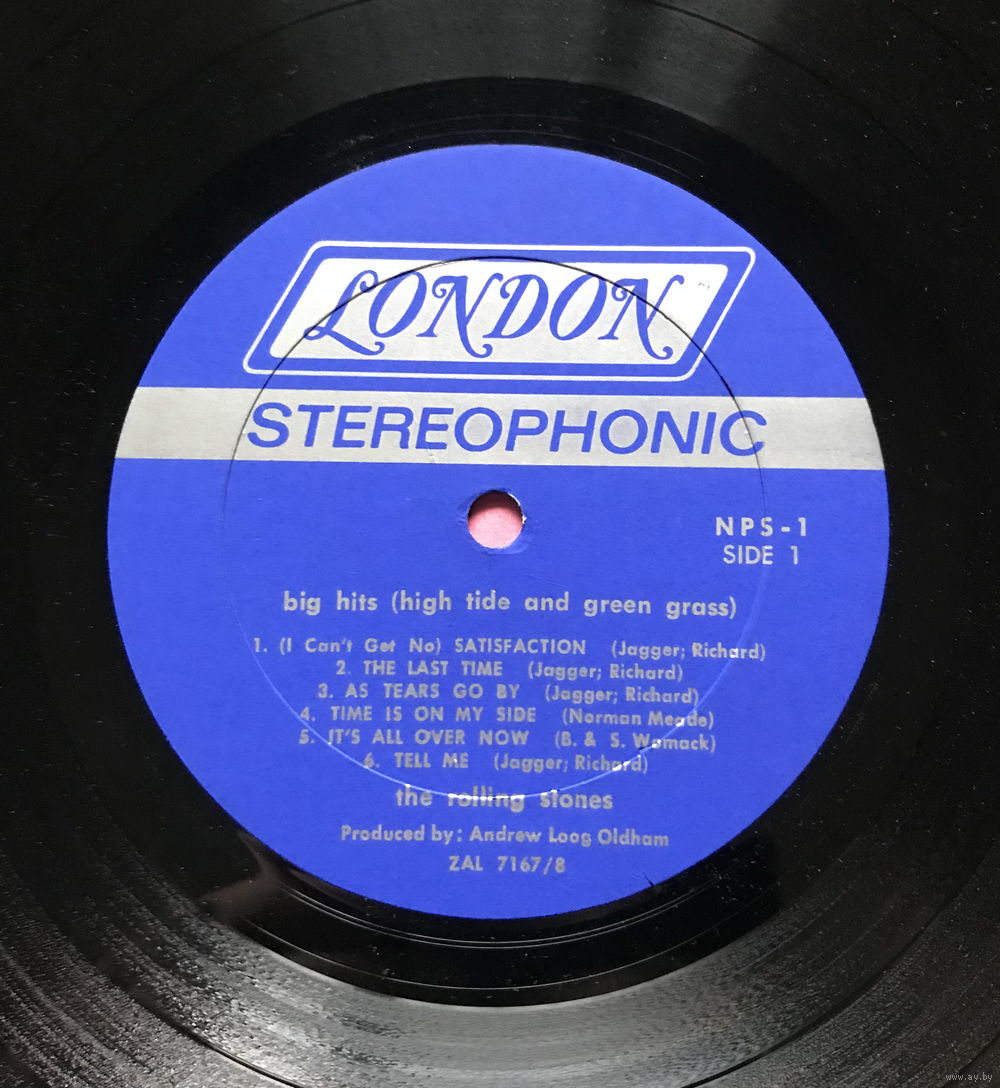 LONDON
STEREOPHONIC
NPS-1
SIDE 1
big hits (high tide and green grass)
1. (I Can't Get No) SATISFACTION (Jagger; Richard)
2. THE LAST TIME (Jagger; Richard)
3. AS TEARS GO BY (Jagger; Richard)
4. TIME IS ON MY SIDE (Norman Meade)
5. IT'S ALL OVER NOW (B. & S. Womack)
6. TELL ME (Jagger; Richard)
the rolling stones
Produced by: Andrew Loog Oldham
ZAL 7167/8
www.ay.by